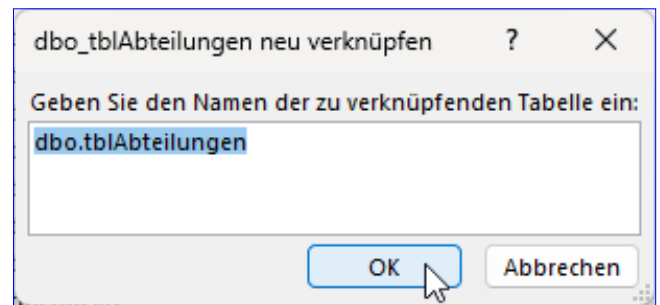 dbo_tblAbteilungen neu verknüpfen ? ×
Geben Sie den Namen der zu verknüpfenden Tabelle ein:
dbo.tblAbteilungen
OK Abbrechen